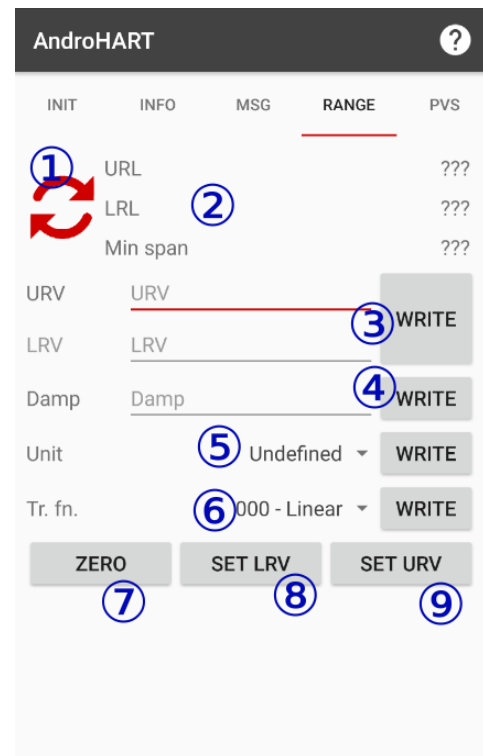 AndroHART ?
INIT INFO MSG RANGE PVS
① URL ???
LRL ② ???
Min span ???
URV URV ③ WRITE
LRV LRV
Damp Damp ④ WRITE
Unit ⑤ Undefined WRITE
Tr. fn. ⑥ 000 - Linear WRITE
ZERO SET LRV SET URV
⑦ ⑧ ⑨